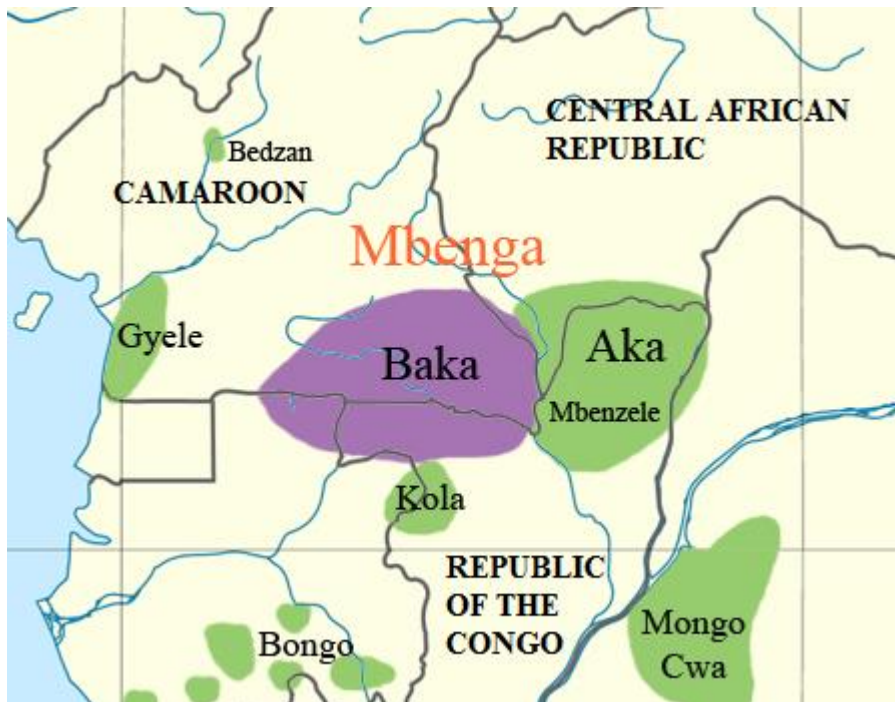 CENTRAL AFRICAN
REPUBLIC
Bedzan
CAMAROON
Mbenga
Gyele
Baka
Aka
Mbenzele
Kola
REPUBLIC
OF THE
CONGO
Bongo
Mongo
Cwa